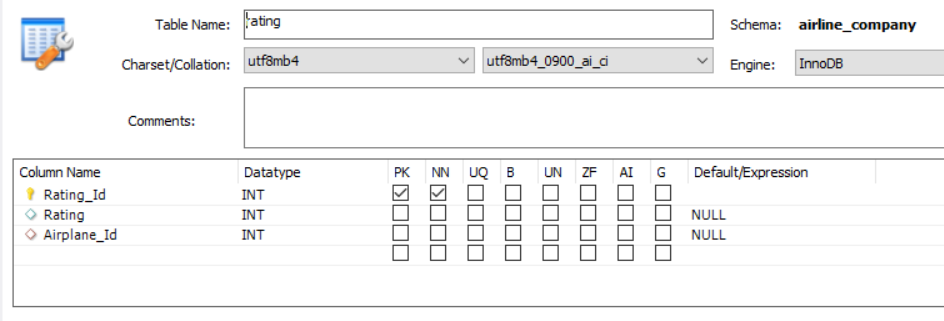 Table Name: rating Schema: airline_company
Charset/Collation: utf8mb4 utf8mb4_0900_ai_ci Engine: InnoDB
Comments:
Column Name Datatype PK NN UQ B UN ZF AI G Default/Expression
Rating_Id INT
Rating INT NULL
Airplane_Id INT NULL